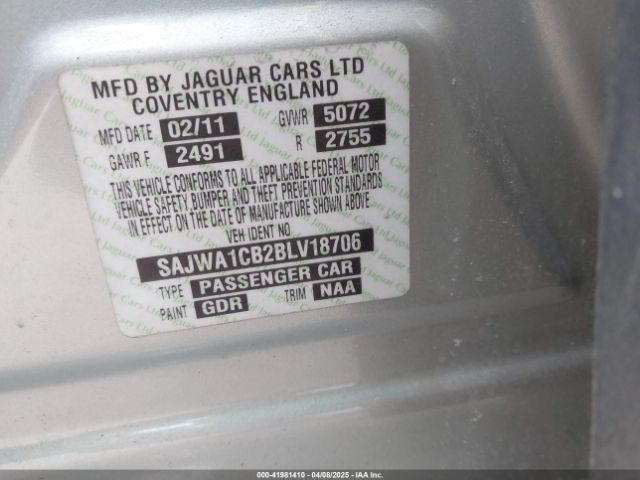 MFD BY JAGUAR CARS LTD
COVENTRY ENGLAND
MFD DATE 02/11 GVWR 5072
GAWR F 2491 R 2755
THIS VEHICLE CONFORMS TO ALL APPLICABLE FEDERAL MOTOR
VEHICLE SAFETY BUMPER AND THEFT PREVENTION STANDARDS
IN EFFECT ON THE DATE OF MANUFACTURE SHOWN ABOVE
VEH IDENT NO
SAJWA1CB2BLV18706
TYPE PASSENGER CAR
PAINT GDR TRIM NAA
000-41981410 - 04/08/2025 - IAA Inc.